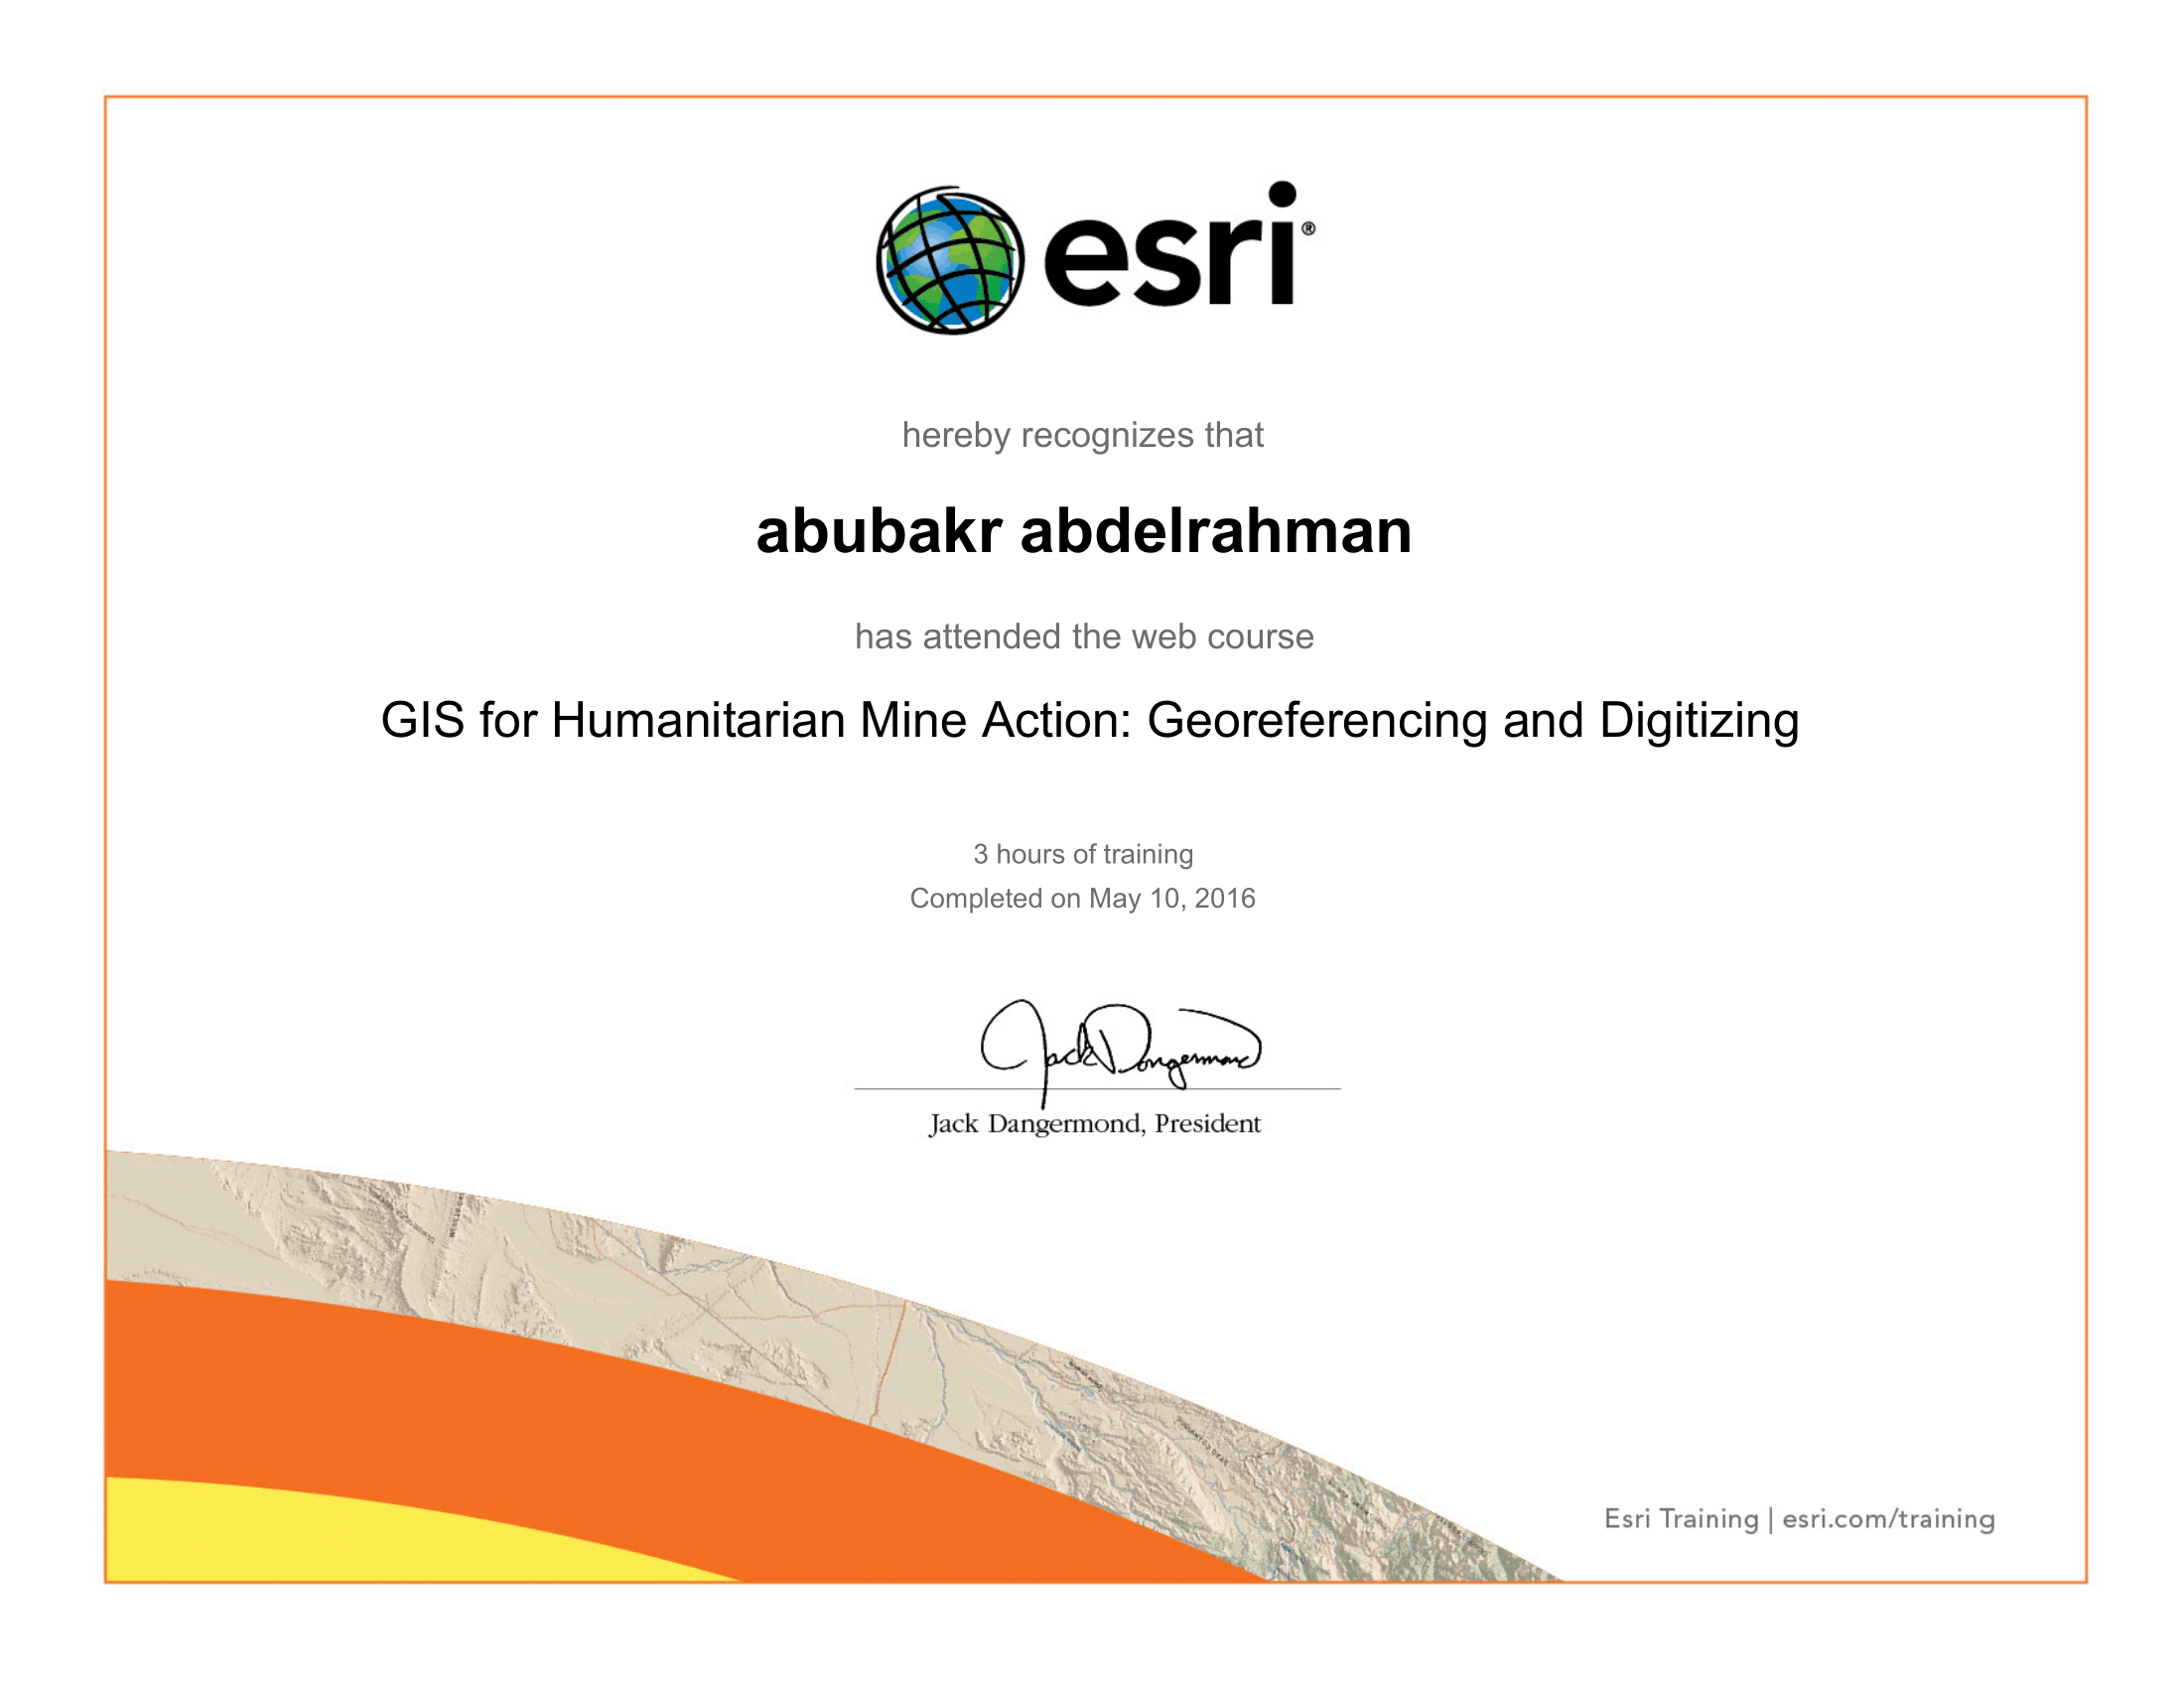 esri®
hereby recognizes that
abubakr abdelrahman
has attended the web course
GIS for Humanitarian Mine Action: Georeferencing and Digitizing
3 hours of training
Completed on May 10, 2016
Jack Dangermond
Jack Dangermond, President
Esri Training | esri.com/training